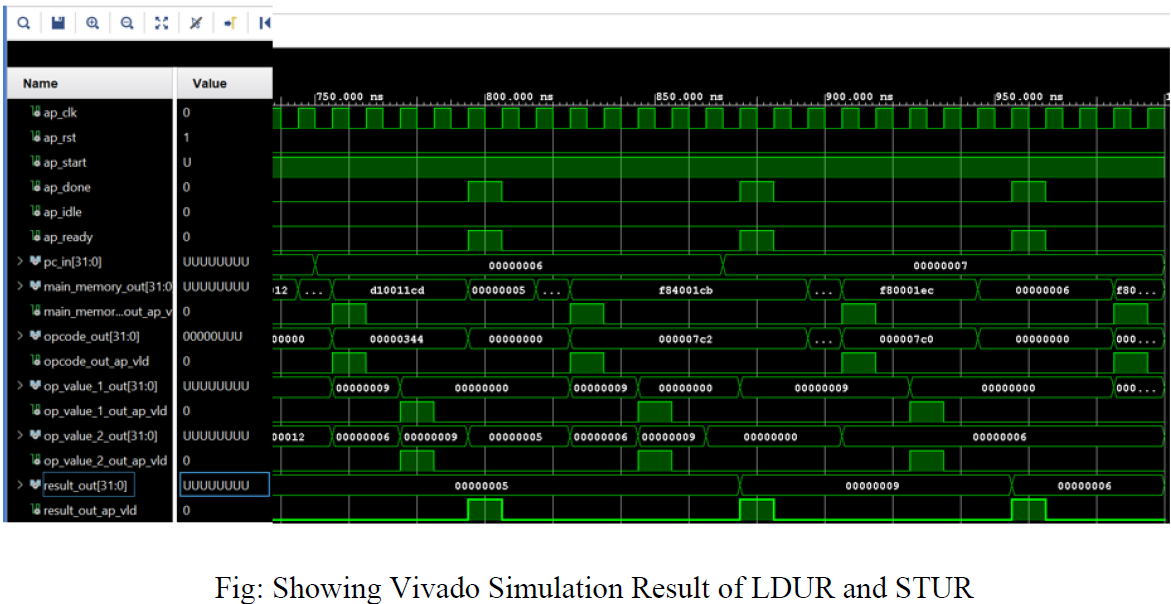 Name Value
750.000 ns 800.000 ns 850.000 ns 900.000 ns 950.000 ns 1
ap_clk 0
ap_rst 1
ap_start U
ap_done 0
ap_idle 0
ap_ready 0
pc_in[31:0] UUUUUUUU 00000006 00000007
main_memory_out[31:0 UUUUUUUU 012 ... d10011cd 00000005 ... f84001cb ... f80001ec 00000006 f80...
main_memor...out_ap_v 0
opcode_out[31:0] 00000UUU 00000 00000344 00000000 000007c2 ... 000007c0 00000000 000...
opcode_out_ap_vld 0
op_value_1_out[31:0] UUUUUUUU 00000009 00000000 00000009 00000000 00000009 00000000 000...
op_value_1_out_ap_vld 0
op_value_2_out[31:0] UUUUUUUU 00012 00000006 00000009 00000005 00000006 00000009 00000000 00000006
op_value_2_out_ap_vld 0
result_out[31:0] UUUUUUUU 00000005 00000009 00000006
result_out_ap_vld 0
Fig: Showing Vivado Simulation Result of LDUR and STUR